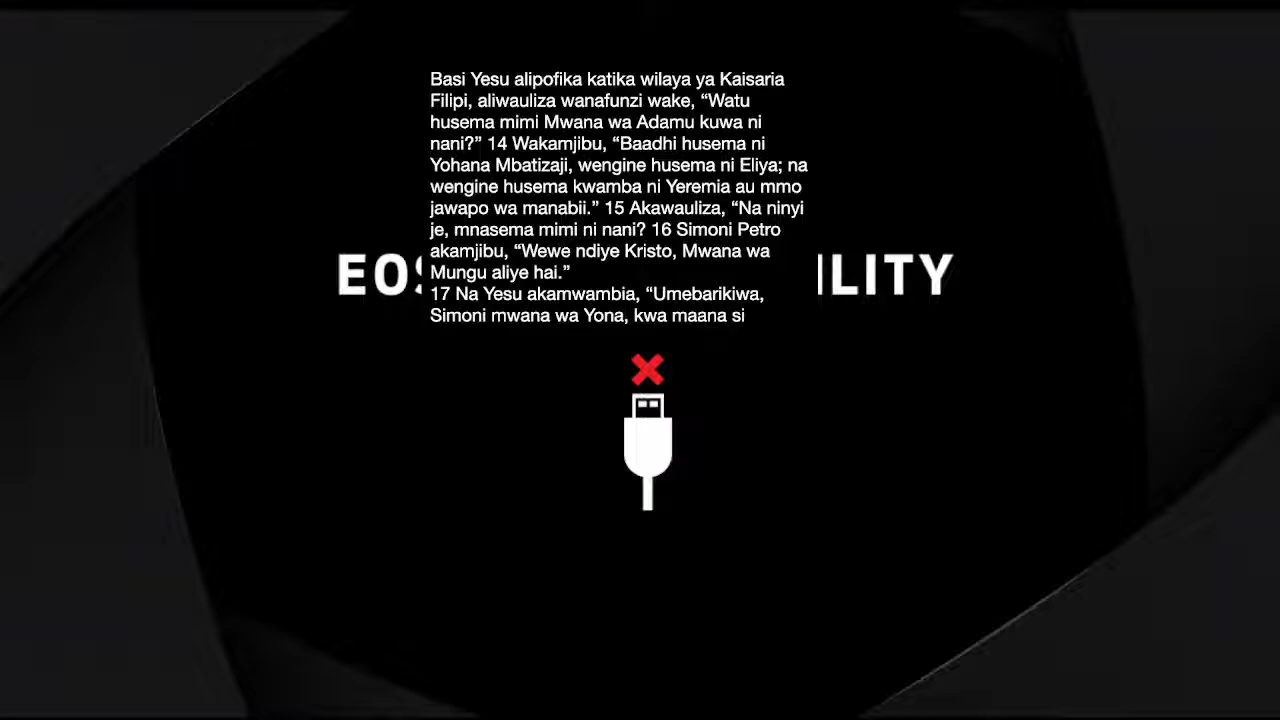 Basi Yesu alipofika katika wilaya ya Kaisaria
Filipi, aliwauliza wanafunzi wake, “Watu
husema mimi Mwana wa Adamu kuwa ni
nani?” 14 Wakamjibu, “Baadhi husema ni
Yohana Mbatizaji, wengine husema ni Eliya; na
wengine husema kwamba ni Yeremia au mmo
jawapo wa manabii.” 15 Akawauliza, “Na ninyi
je, mnasema mimi ni nani? 16 Simoni Petro
akamjibu, “Wewe ndiye Kristo, Mwana wa
Mungu aliye hai.”
17 Na Yesu akamwambia, “Umebarikiwa,
Simoni mwana wa Yona, kwa maana si